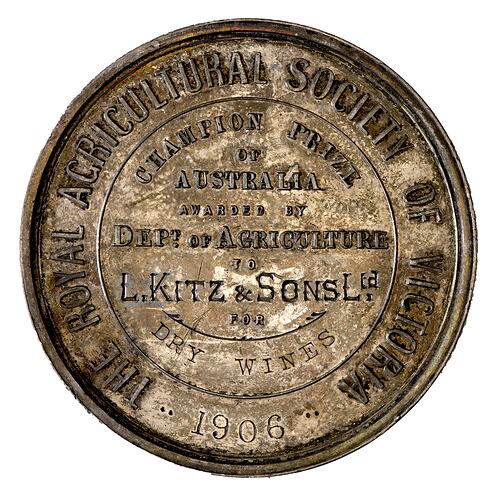 THE ROYAL AGRICULTURAL SOCIETY OF VICTORIA
CHAMPION PRIZE
OF
AUSTRALIA
AWARDED BY
DEPT. OF AGRICULTURE
TO
L. KITZ & SONS Ltd
FOR
DRY WINES
" 1906 "